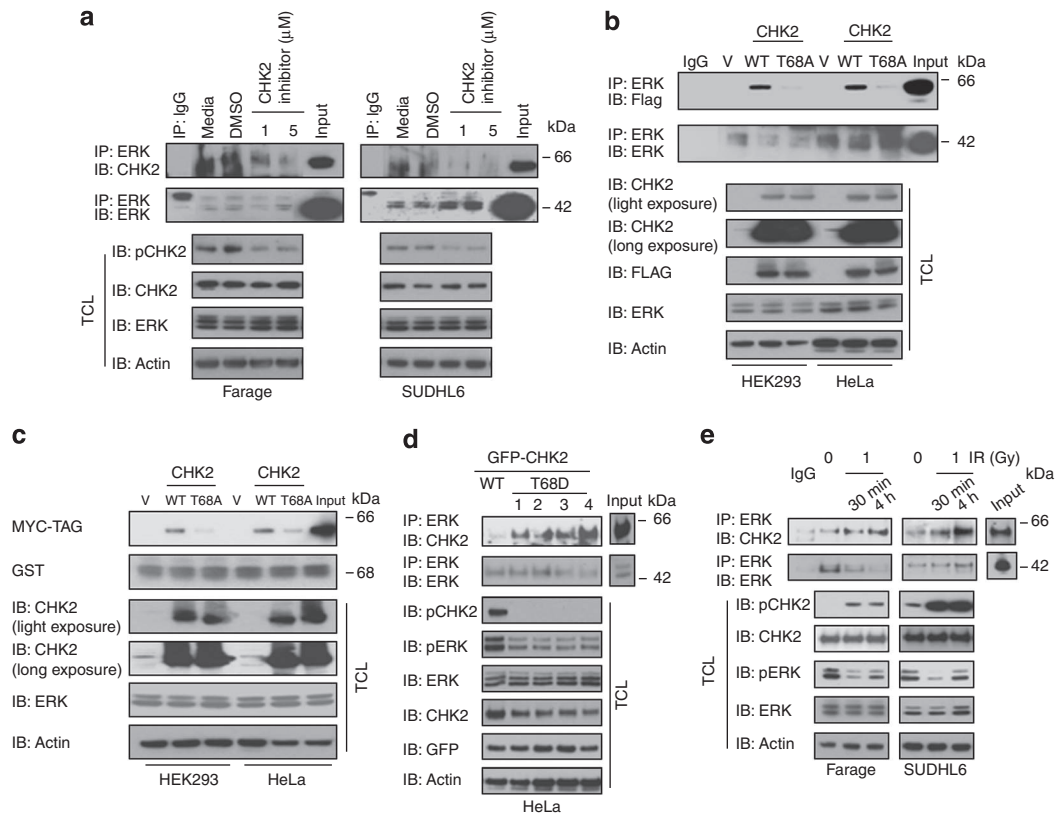 a
IP: IgG
Media
DMSO
CHK2
inhibitor (μM)
1
5
Input
IP: IgG
Media
DMSO
CHK2
inhibitor (μM)
1
5
Input
kDa
IP: ERK
IB: CHK2
– 66
IP: ERK
IB: ERK
– 42
IB: pCHK2
IB: CHK2
IB: ERK
IB: Actin
TCL
Farage
SUDHL6
b
CHK2
CHK2
IgG V WT T68A V WT T68A Input kDa
IP: ERK
IB: Flag
– 66
IP: ERK
IB: ERK
– 42
IB: CHK2
(light exposure)
IB: CHK2
(long exposure)
IB: FLAG
IB: ERK
IB: Actin
TCL
HEK293
HeLa
c
CHK2
CHK2
V WT T68A V WT T68A Input kDa
MYC-TAG
– 66
GST
– 68
IB: CHK2
(light exposure)
IB: CHK2
(long exposure)
IB: ERK
IB: Actin
TCL
HEK293
HeLa
d
GFP-CHK2
WT T68D
1 2 3 4 Input kDa
IP: ERK
IB: CHK2
– 66
IP: ERK
IB: ERK
– 42
IB: pCHK2
IB: pERK
IB: ERK
IB: CHK2
IB: GFP
IB: Actin
TCL
HeLa
e
0 1 0 1 IR (Gy)
IgG
30 min
4 h
30 min
4 h
Input
kDa
IP: ERK
IB: CHK2
– 66
IP: ERK
IB: ERK
– 42
IB: pCHK2
IB: CHK2
IB: pERK
IB: ERK
IB: Actin
TCL
Farage
SUDHL6